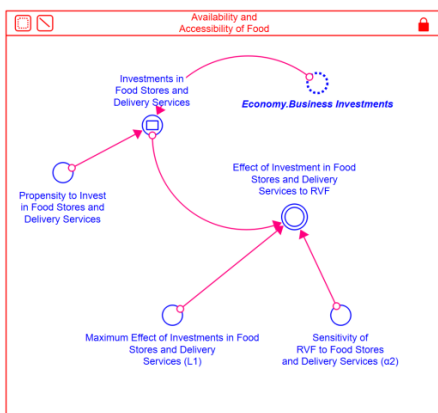 Availability and
Accessibility of Food
Investments in
Food Stores and
Delivery Services
Economy.Business Investments
Effect of Investment in Food
Stores and Delivery
Services to RVF
Propensity to Invest
in Food Stores and
Delivery Services
Maximum Effect of Investments in Food
Stores and Delivery
Services (L1)
Sensitivity of
RVF to Food Stores
and Delivery Services (α2)